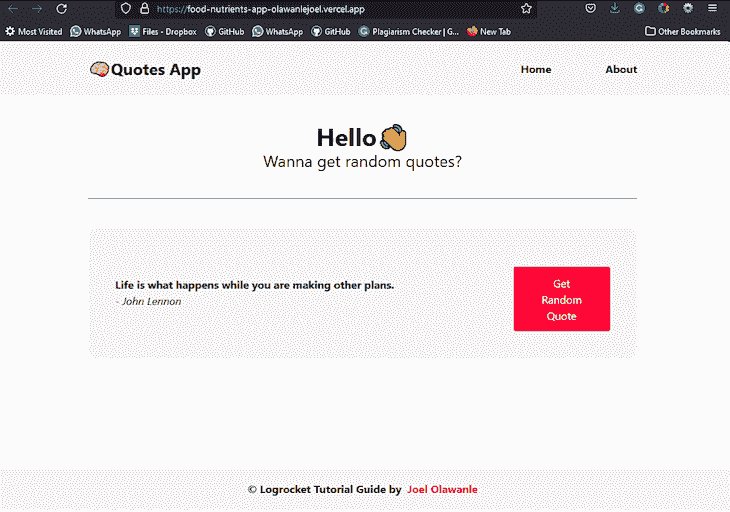 https://food-nutrients-app-olawanlejoel.vercel.app
Most Visited WhatsApp Files - Dropbox GitHub WhatsApp GitHub Plagiarism Checker | G... New Tab Other Bookmarks
Quotes App Home About
Hello
Wanna get random quotes?
Life is what happens while you are making other plans.
- John Lennon
Get
Random
Quote
© Logrocket Tutorial Guide by Joel Olawanle